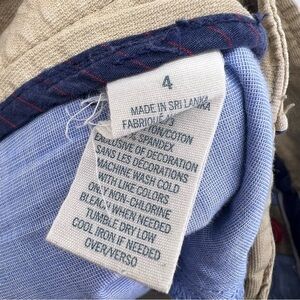 4
MADE IN SRI LANKA
FABRIQUÉ
COTTON/COTTON
SPANDEX
EXCLUSIVE OF DECORATION
SANS LES DÉCORATIONS
MACHINE WASH COLD
WITH LIKE COLORS
ONLY NON-CHLORINE
BLEACH WHEN NEEDED
TUMBLE DRY LOW
COOL IRON IF NEEDED
OVER/VERSO